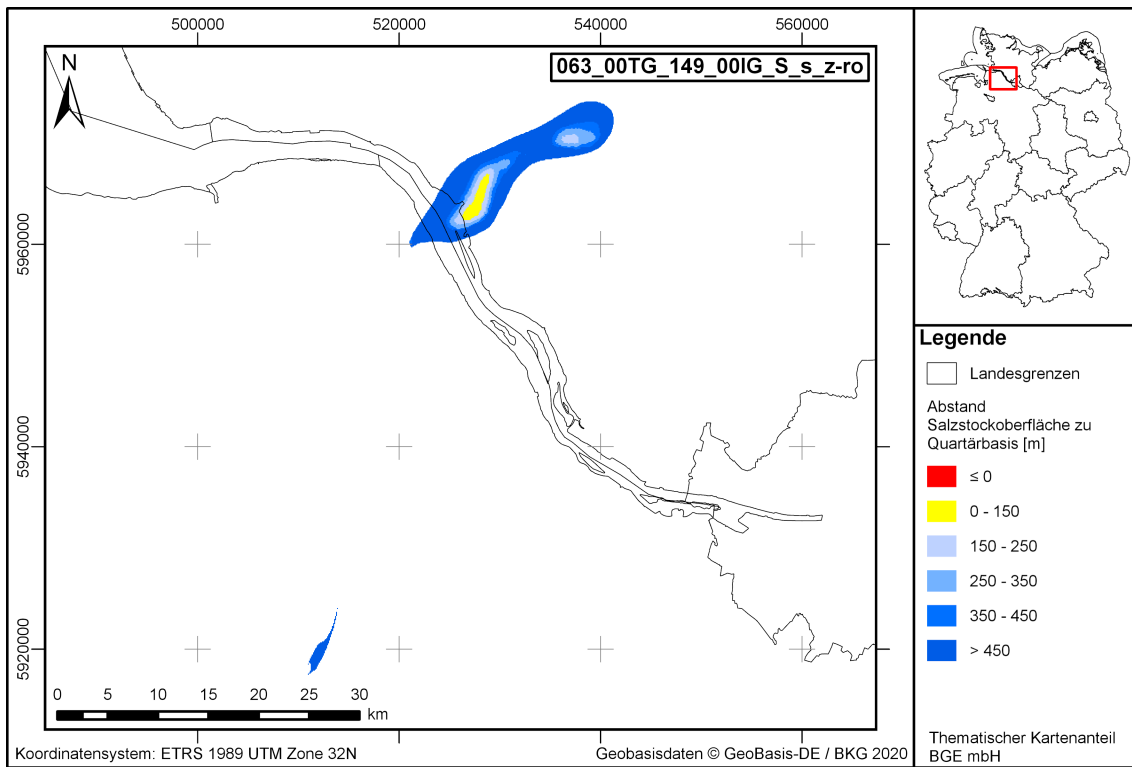 500000 520000 540000 560000
N
063_00TG_149_00IG_S_s_z-ro
5960000
5940000
5920000
0 5 10 15 20 25 30
km
Koordinatensystem: ETRS 1989 UTM Zone 32N
Geobasisdaten © GeoBasis-DE / BKG 2020
Legende
Landesgrenzen
Abstand
Salzstockoberfläche zu
Quartärbasis [m]
≤ 0
0 - 150
150 - 250
250 - 350
350 - 450
> 450
Thematischer Kartenanteil
BGE mbH